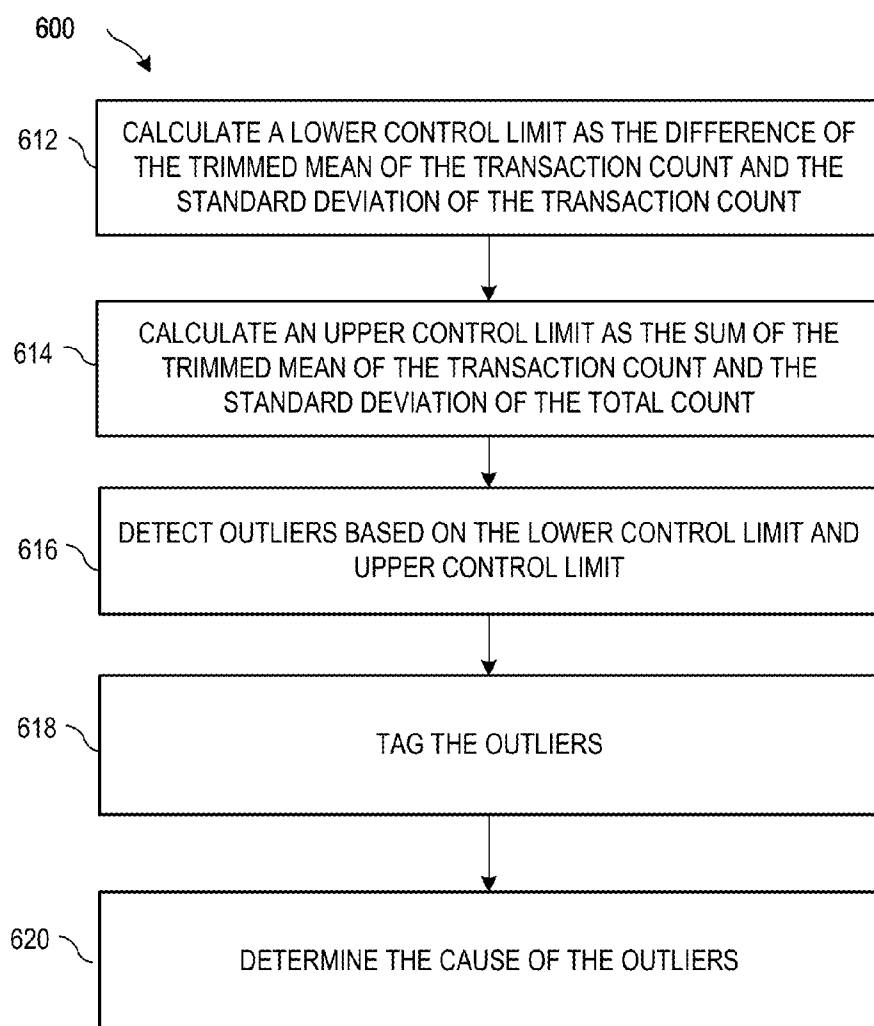 600
612
CALCULATE A LOWER CONTROL LIMIT AS THE DIFFERENCE OF
THE TRIMMED MEAN OF THE TRANSACTION COUNT AND THE
STANDARD DEVIATION OF THE TRANSACTION COUNT
614
CALCULATE AN UPPER CONTROL LIMIT AS THE SUM OF THE
TRIMMED MEAN OF THE TRANSACTION COUNT AND THE
STANDARD DEVIATION OF THE TOTAL COUNT
616
DETECT OUTLIERS BASED ON THE LOWER CONTROL LIMIT AND
UPPER CONTROL LIMIT
618
TAG THE OUTLIERS
620
DETERMINE THE CAUSE OF THE OUTLIERS